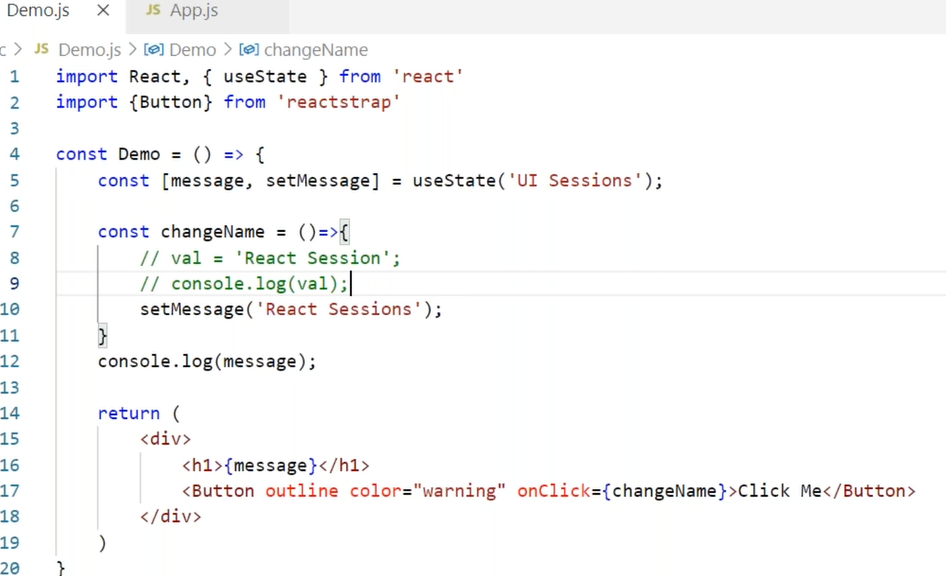 Demo.js ×
JS App.js
c > JS Demo.js > Demo > changeName
1 import React, { useState } from 'react'
2 import {Button} from 'reactstrap'
3
4 const Demo = () => {
5 const [message, setMessage] = useState('UI Sessions');
6
7 const changeName = ()=>{
8 // val = 'React Session';
9 // console.log(val);
10 setMessage('React Sessions');
11 }
12 console.log(message);
13
14 return (
15 <div>
16 <h1>{message}</h1>
17 <Button outline color="warning" onClick={changeName}>Click Me</Button>
18 </div>
19 )
20 }